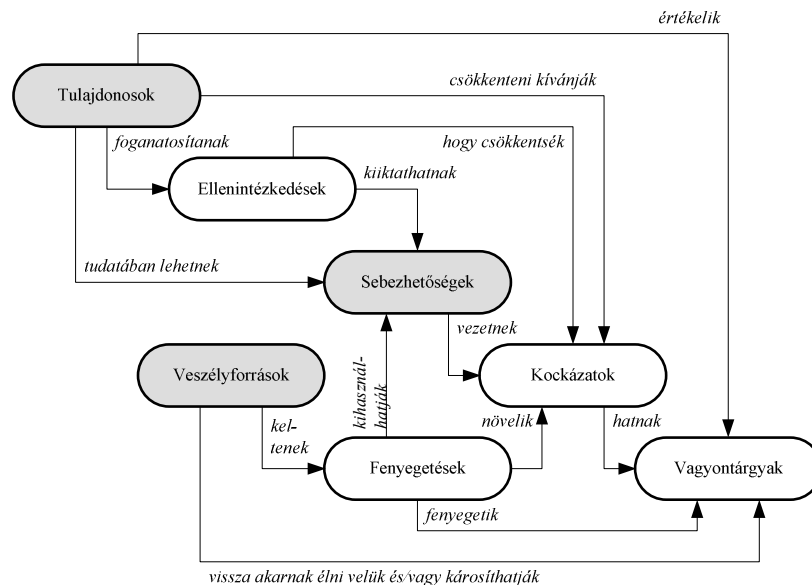 értékelik
csökkenteni kívánják
Tulajdonosok
foganatosítanak
hogy csökkentsék
Ellenintézkedések
kiiktathatnak
tudatában lehetnek
Sebezhetőségek
vezetnek
Veszélyforrások
kihasznál-
hatják
Kockázatok
kel-
tenek
növelik
hatnak
Fenyegetések
Vagyontárgyak
fenyegetik
vissza akarnak élni velük és/vagy károsíthatják